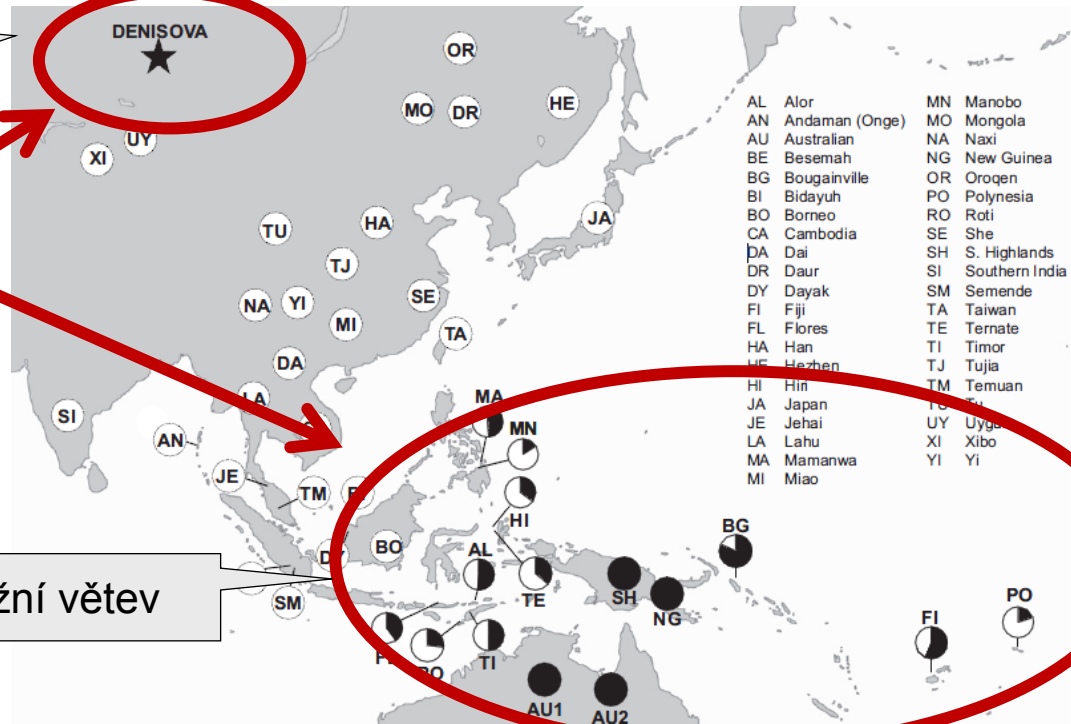 DENISOVA
OR
MO
DR
HE
UY
XI
TU
HA
JA
TJ
NA
YI
SE
MI
TA
DA
LA
SI
AN
JE
TM
BO
DY
SM
MA
MN
HI
AL
TE
SH
NG
BG
TI
FI
PO
AU1
AU2
AL Alor
AN Andaman (Onge)
AU Australian
BE Besemah
BG Bougainville
BI Bidayuh
BO Borneo
CA Cambodia
DA Dai
DR Daur
DY Dayak
FI Fiji
FL Flores
HA Han
HE Hezhen
HI Hiri
JA Japan
JE Jehai
LA Lahu
MA Mamanwa
MI Miao
MN Manobo
MO Mongola
NA Naxi
NG New Guinea
OR Oroqen
PO Polynesia
RO Roti
SE She
SH S. Highlands
SI Southern India
SM Semende
TA Taiwan
TE Ternate
TI Timor
TJ Tujia
TM Temuan
UY
XI Xibo
YI Yi
větev